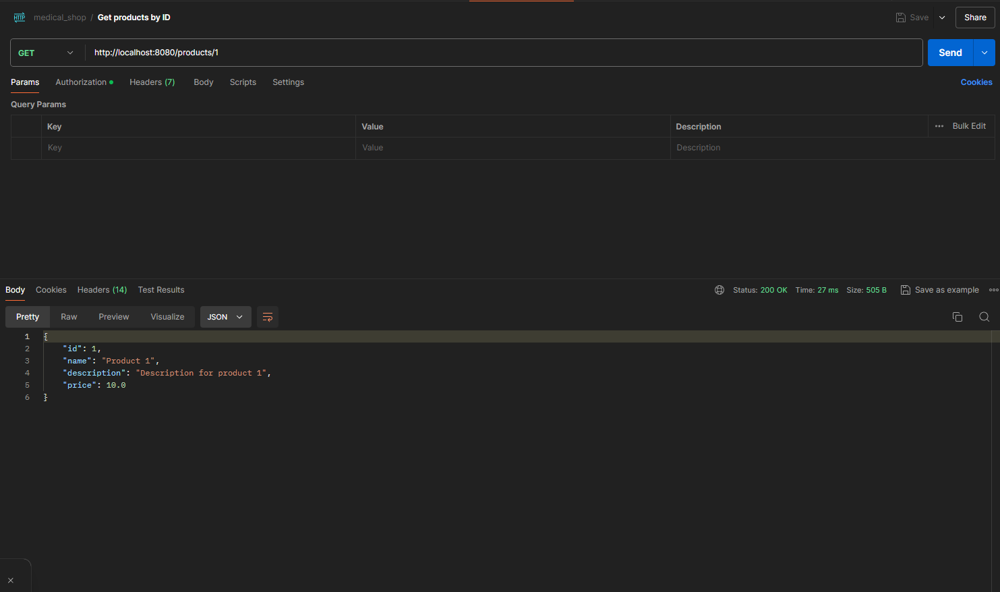 HTTP medical_shop / Get products by ID Save Share
GET http://localhost:8080/products/1 Send
Params Authorization Headers (7) Body Scripts Settings Cookies
Query Params
Key Value Description ••• Bulk Edit
Key Value Description
Body Cookies Headers (14) Test Results Status: 200 OK Time: 27 ms Size: 505 B Save as example
Pretty Raw Preview Visualize JSON
1 {
2 "id": 1,
3 "name": "Product 1",
4 "description": "Description for product 1",
5 "price": 10.0
6 }